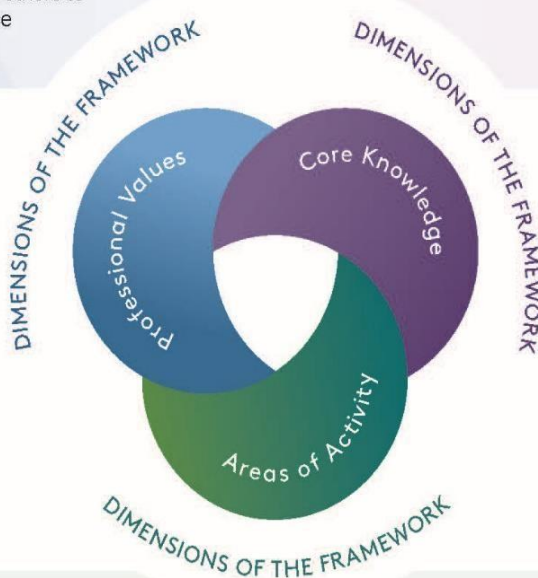 ce
DIMENSIONS OF THE FRAMEWORK
DIMENSIONS OF THE FRAMEWORK
Professional Values
Core Knowledge
Areas of Activity
DIMENSIONS OF THE FRAMEWORK